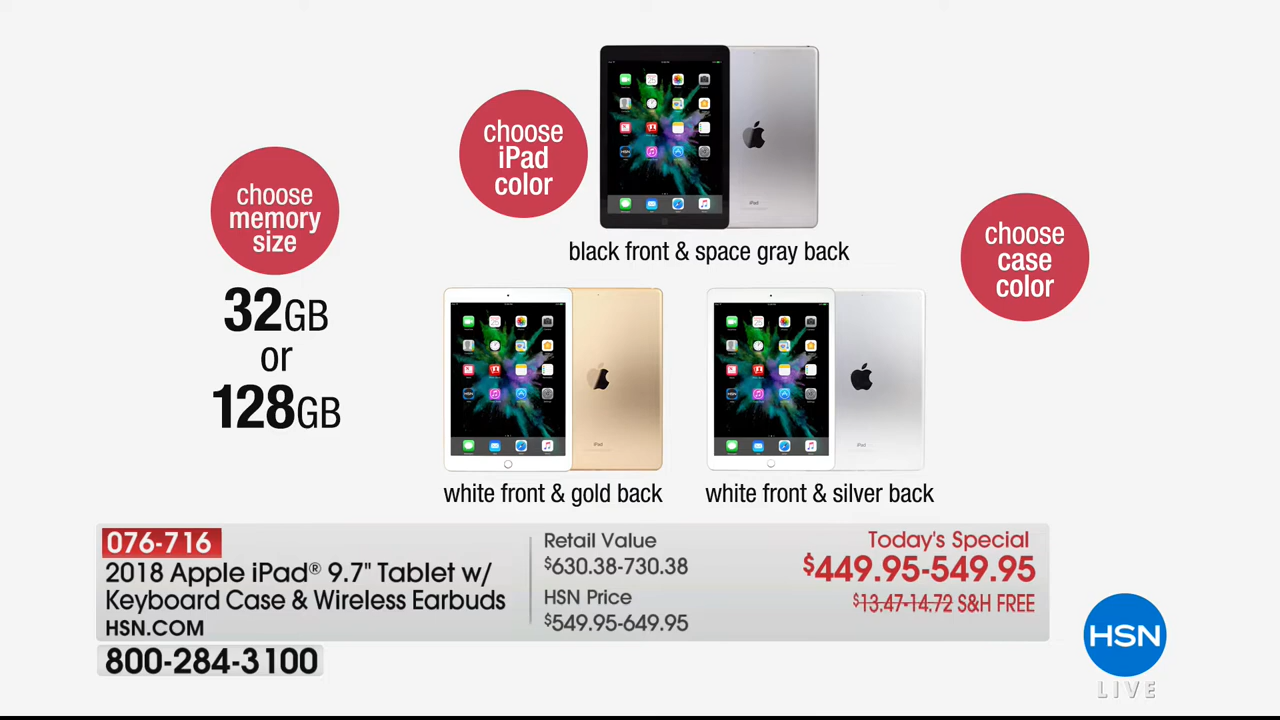 choose
memory
size
32GB
or
128GB
choose
iPad
color
black front & space gray back
white front & gold back
white front & silver back
choose
case
color
076-716
2018 Apple iPad® 9.7" Tablet w/
Keyboard Case & Wireless Earbuds
HSN.COM
800-284-3100
Retail Value
$630.38-730.38
HSN Price
$549.95-649.95
Today's Special
$449.95-549.95
$13.47-14.72 S&H FREE
HSN
LIVE
iPad
iPad
iPad